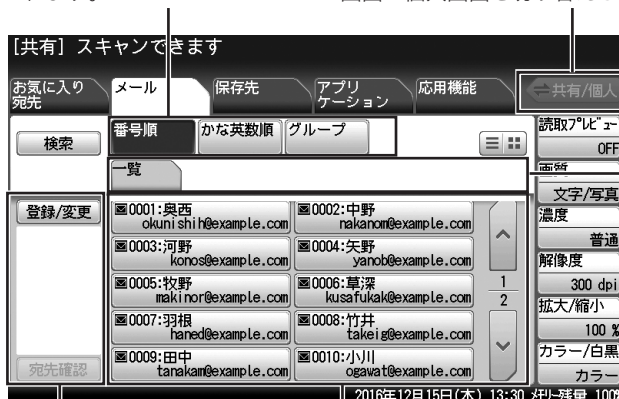 [共有] スキャンできます
お気に入り
宛先
メール
保存先
アプリ
ケーション
応用機能
共有/個人
検索
番号順
かな英数順
グループ
読取プレビュー
OFF
一覧
画質
文字/写真
登録/変更
0001:奥西
okunishih@example.com
0002:中野
nakanom@example.com
濃度
普通
0003:河野
konos@example.com
0004:矢野
yanob@example.com
解像度
300 dpi
0005:牧野
makinor@example.com
0006:草深
kusafukak@example.com
1
2
拡大/縮小
100 %
0007:羽根
haned@example.com
0008:竹井
takeig@example.com
カラー/白黒
カラー
0009:田中
tanakam@example.com
0010:小川
ogawat@example.com
宛先確認
2016年12月15日(木) 13:30 メモリー残量 100%